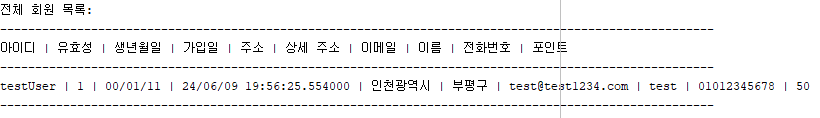 전체 회원 목록:
------------------------------------------------------------------------------------------------------
아이디 | 유효성 | 생년월일 | 가입일 | 주소 | 상세 주소 | 이메일 | 이름 | 전화번호 | 포인트
------------------------------------------------------------------------------------------------------
testUser | 1 | 00/01/11 | 24/06/09 19:56:25.554000 | 인천광역시 | 부평구 | test@test1234.com | test | 01012345678 | 50
------------------------------------------------------------------------------------------------------